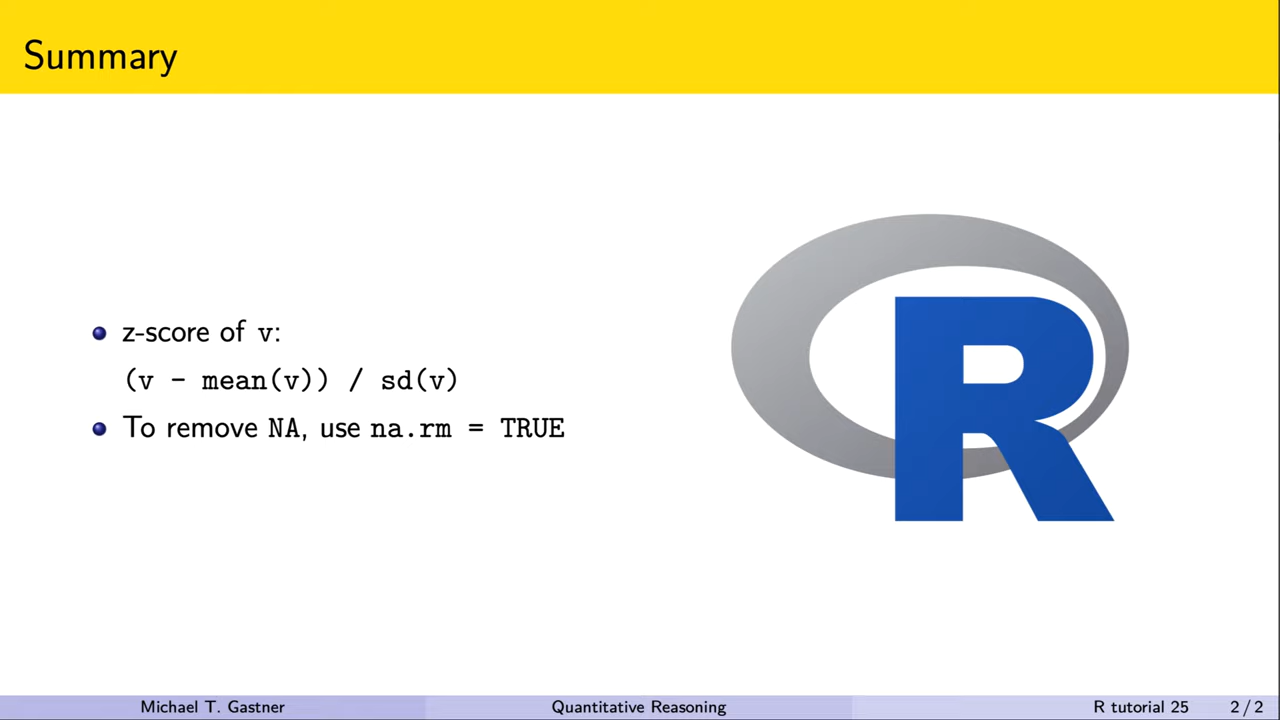 Summary
z-score of v:
(v - mean(v)) / sd(v)
To remove NA, use na.rm = TRUE
R
Michael T. Gastner Quantitative Reasoning R tutorial 25 2 / 2